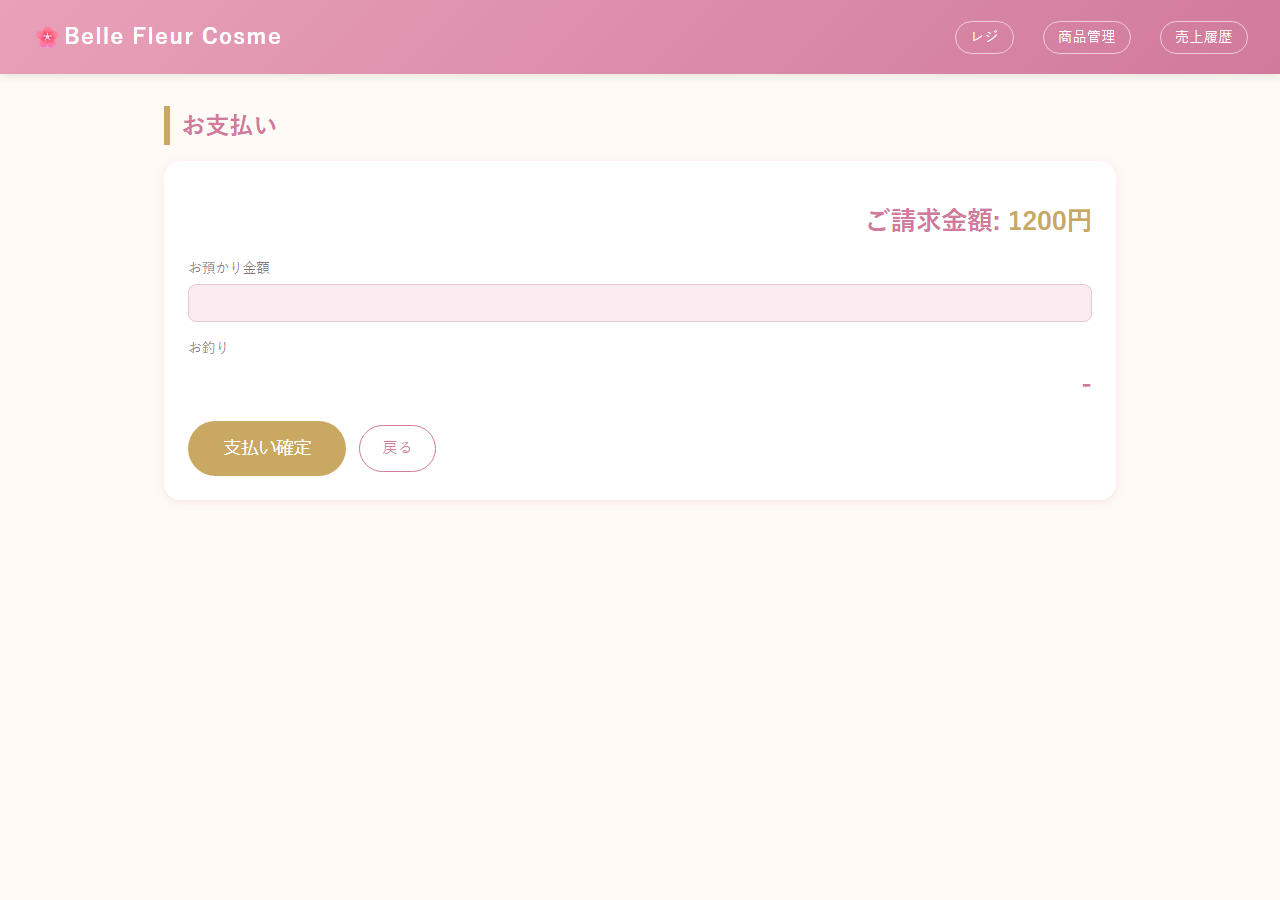 🌸 Belle Fleur Cosme
レジ 商品管理 売上履歴
お支払い
ご請求金額: 1200円
お預かり金額
お釣り
-
支払い確定 戻る